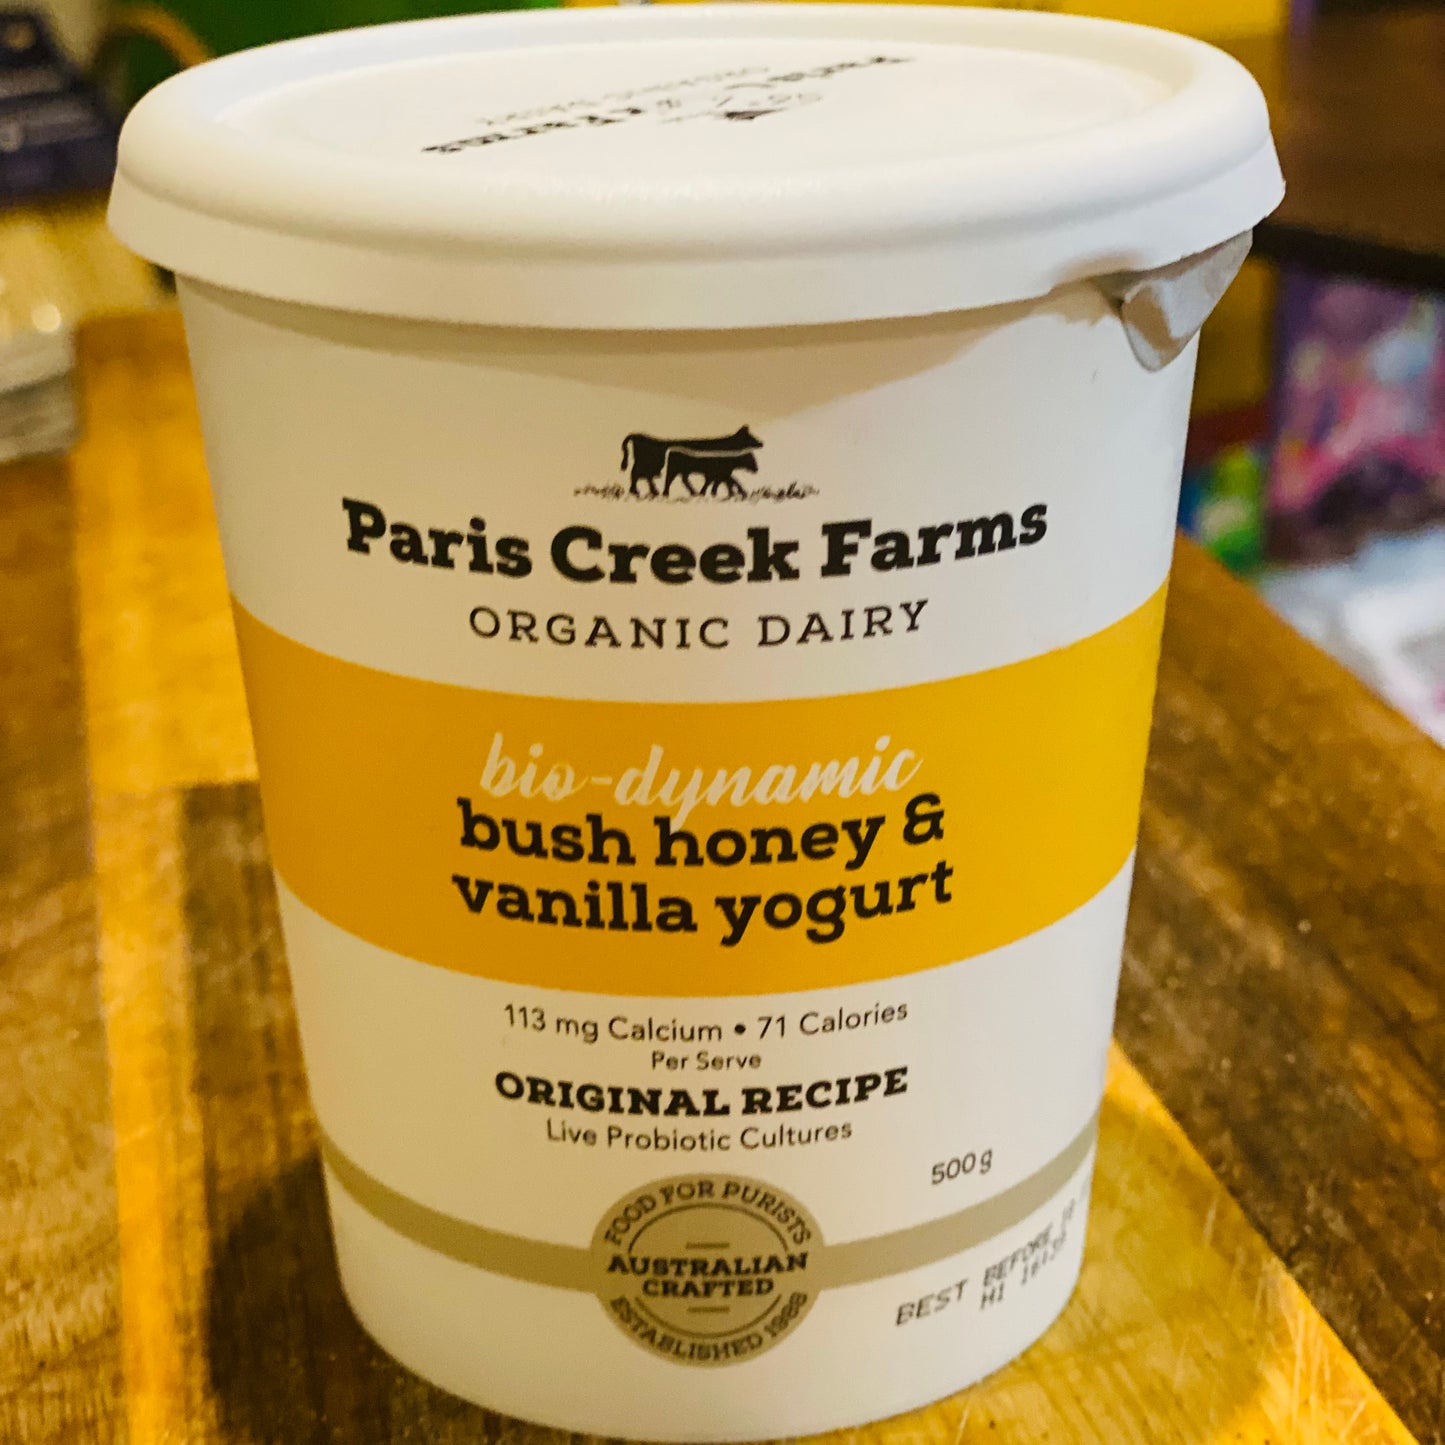 Paris Creek Farms
ORGANIC DAIRY
bio-dynamic
bush honey &
vanilla yogurt
113 mg Calcium • 71 Calories
Per Serve
ORIGINAL RECIPE
Live Probiotic Cultures
500g
FOOD FOR PURISTS
AUSTRALIAN
CRAFTED
ESTABLISHED 1988
BEST BEFORE